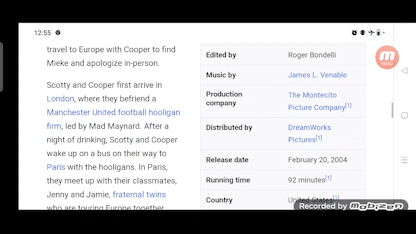 12:55
travel to Europe with Cooper to find
Mieke and apologize in-person.
Scotty and Cooper first arrive in
London, where they befriend a
Manchester United football hooligan
firm, led by Mad Maynard. After a
night of drinking, Scotty and Cooper
wake up on a bus on their way to
Paris with the hooligans. In Paris,
they meet up with their classmates,
Jenny and Jamie, fraternal twins
who are touring Europe together
Edited by Roger Bondelli
Music by James L. Venable
Production company The Montecito Picture Company[1]
Distributed by DreamWorks Pictures[1]
Release date February 20, 2004
Running time 92 minutes[1]
Country United
Recorded by Mobizen